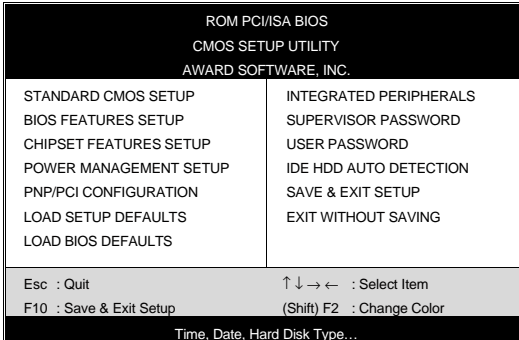 ROM PCI/ISA BIOS
CMOS SETUP UTILITY
AWARD SOFTWARE, INC.
STANDARD CMOS SETUP
BIOS FEATURES SETUP
CHIPSET FEATURES SETUP
POWER MANAGEMENT SETUP
PNP/PCI CONFIGURATION
LOAD SETUP DEFAULTS
LOAD BIOS DEFAULTS
INTEGRATED PERIPHERALS
SUPERVISOR PASSWORD
USER PASSWORD
IDE HDD AUTO DETECTION
SAVE & EXIT SETUP
EXIT WITHOUT SAVING
Esc : Quit
↑↓→← : Select Item
F10 : Save & Exit Setup
(Shift) F2 : Change Color
Time, Date, Hard Disk Type…